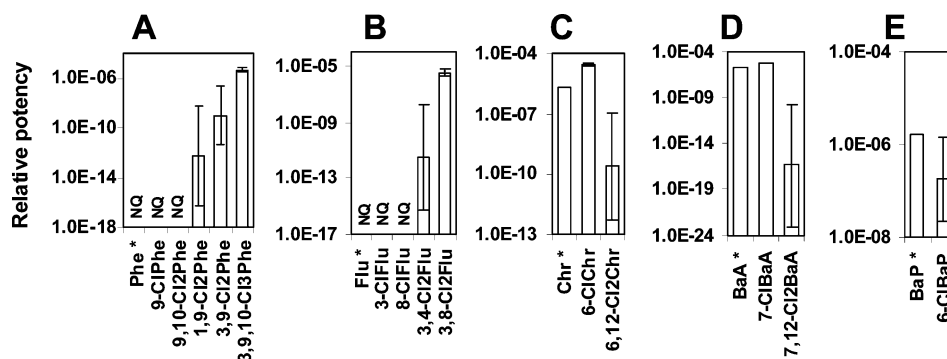 A
B
C
D
E
Relative potency
1.0E-06
1.0E-10
1.0E-14
1.0E-18
NQ
NQ
NQ
Phe *
9-ClPhe
9,10-Cl2Phe
1,9-Cl2Phe
3,9-Cl2Phe
3,9,10-Cl3Phe
1.0E-05
1.0E-09
1.0E-13
1.0E-17
NQ
NQ
NQ
Flu *
3-ClFlu
8-ClFlu
3,4-Cl2Flu
3,8-Cl2Flu
1.0E-04
1.0E-07
1.0E-10
1.0E-13
Chr *
6-ClChr
6,12-Cl2Chr
1.0E-04
1.0E-09
1.0E-14
1.0E-19
1.0E-24
BaA *
7-ClBaA
7,12-Cl2BaA
1.0E-04
1.0E-06
1.0E-08
BaP *
6-ClBaP